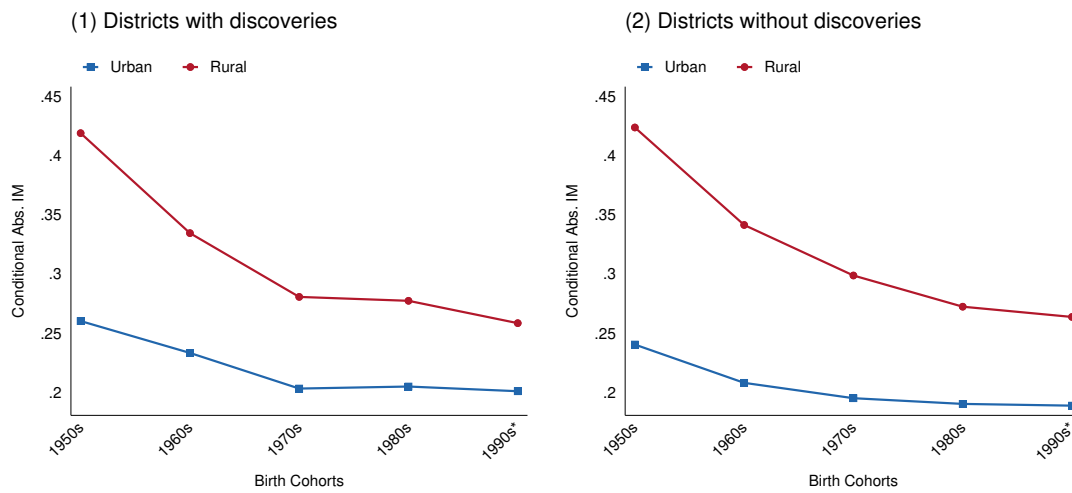 (1) Districts with discoveries
Urban Rural
.45
.4
.35
.3
.25
.2
Conditional Abs. IM
1950s
1960s
1970s
1980s
1990s*
Birth Cohorts
(2) Districts without discoveries
Urban Rural
.45
.4
.35
.3
.25
.2
Conditional Abs. IM
1950s
1960s
1970s
1980s
1990s*
Birth Cohorts